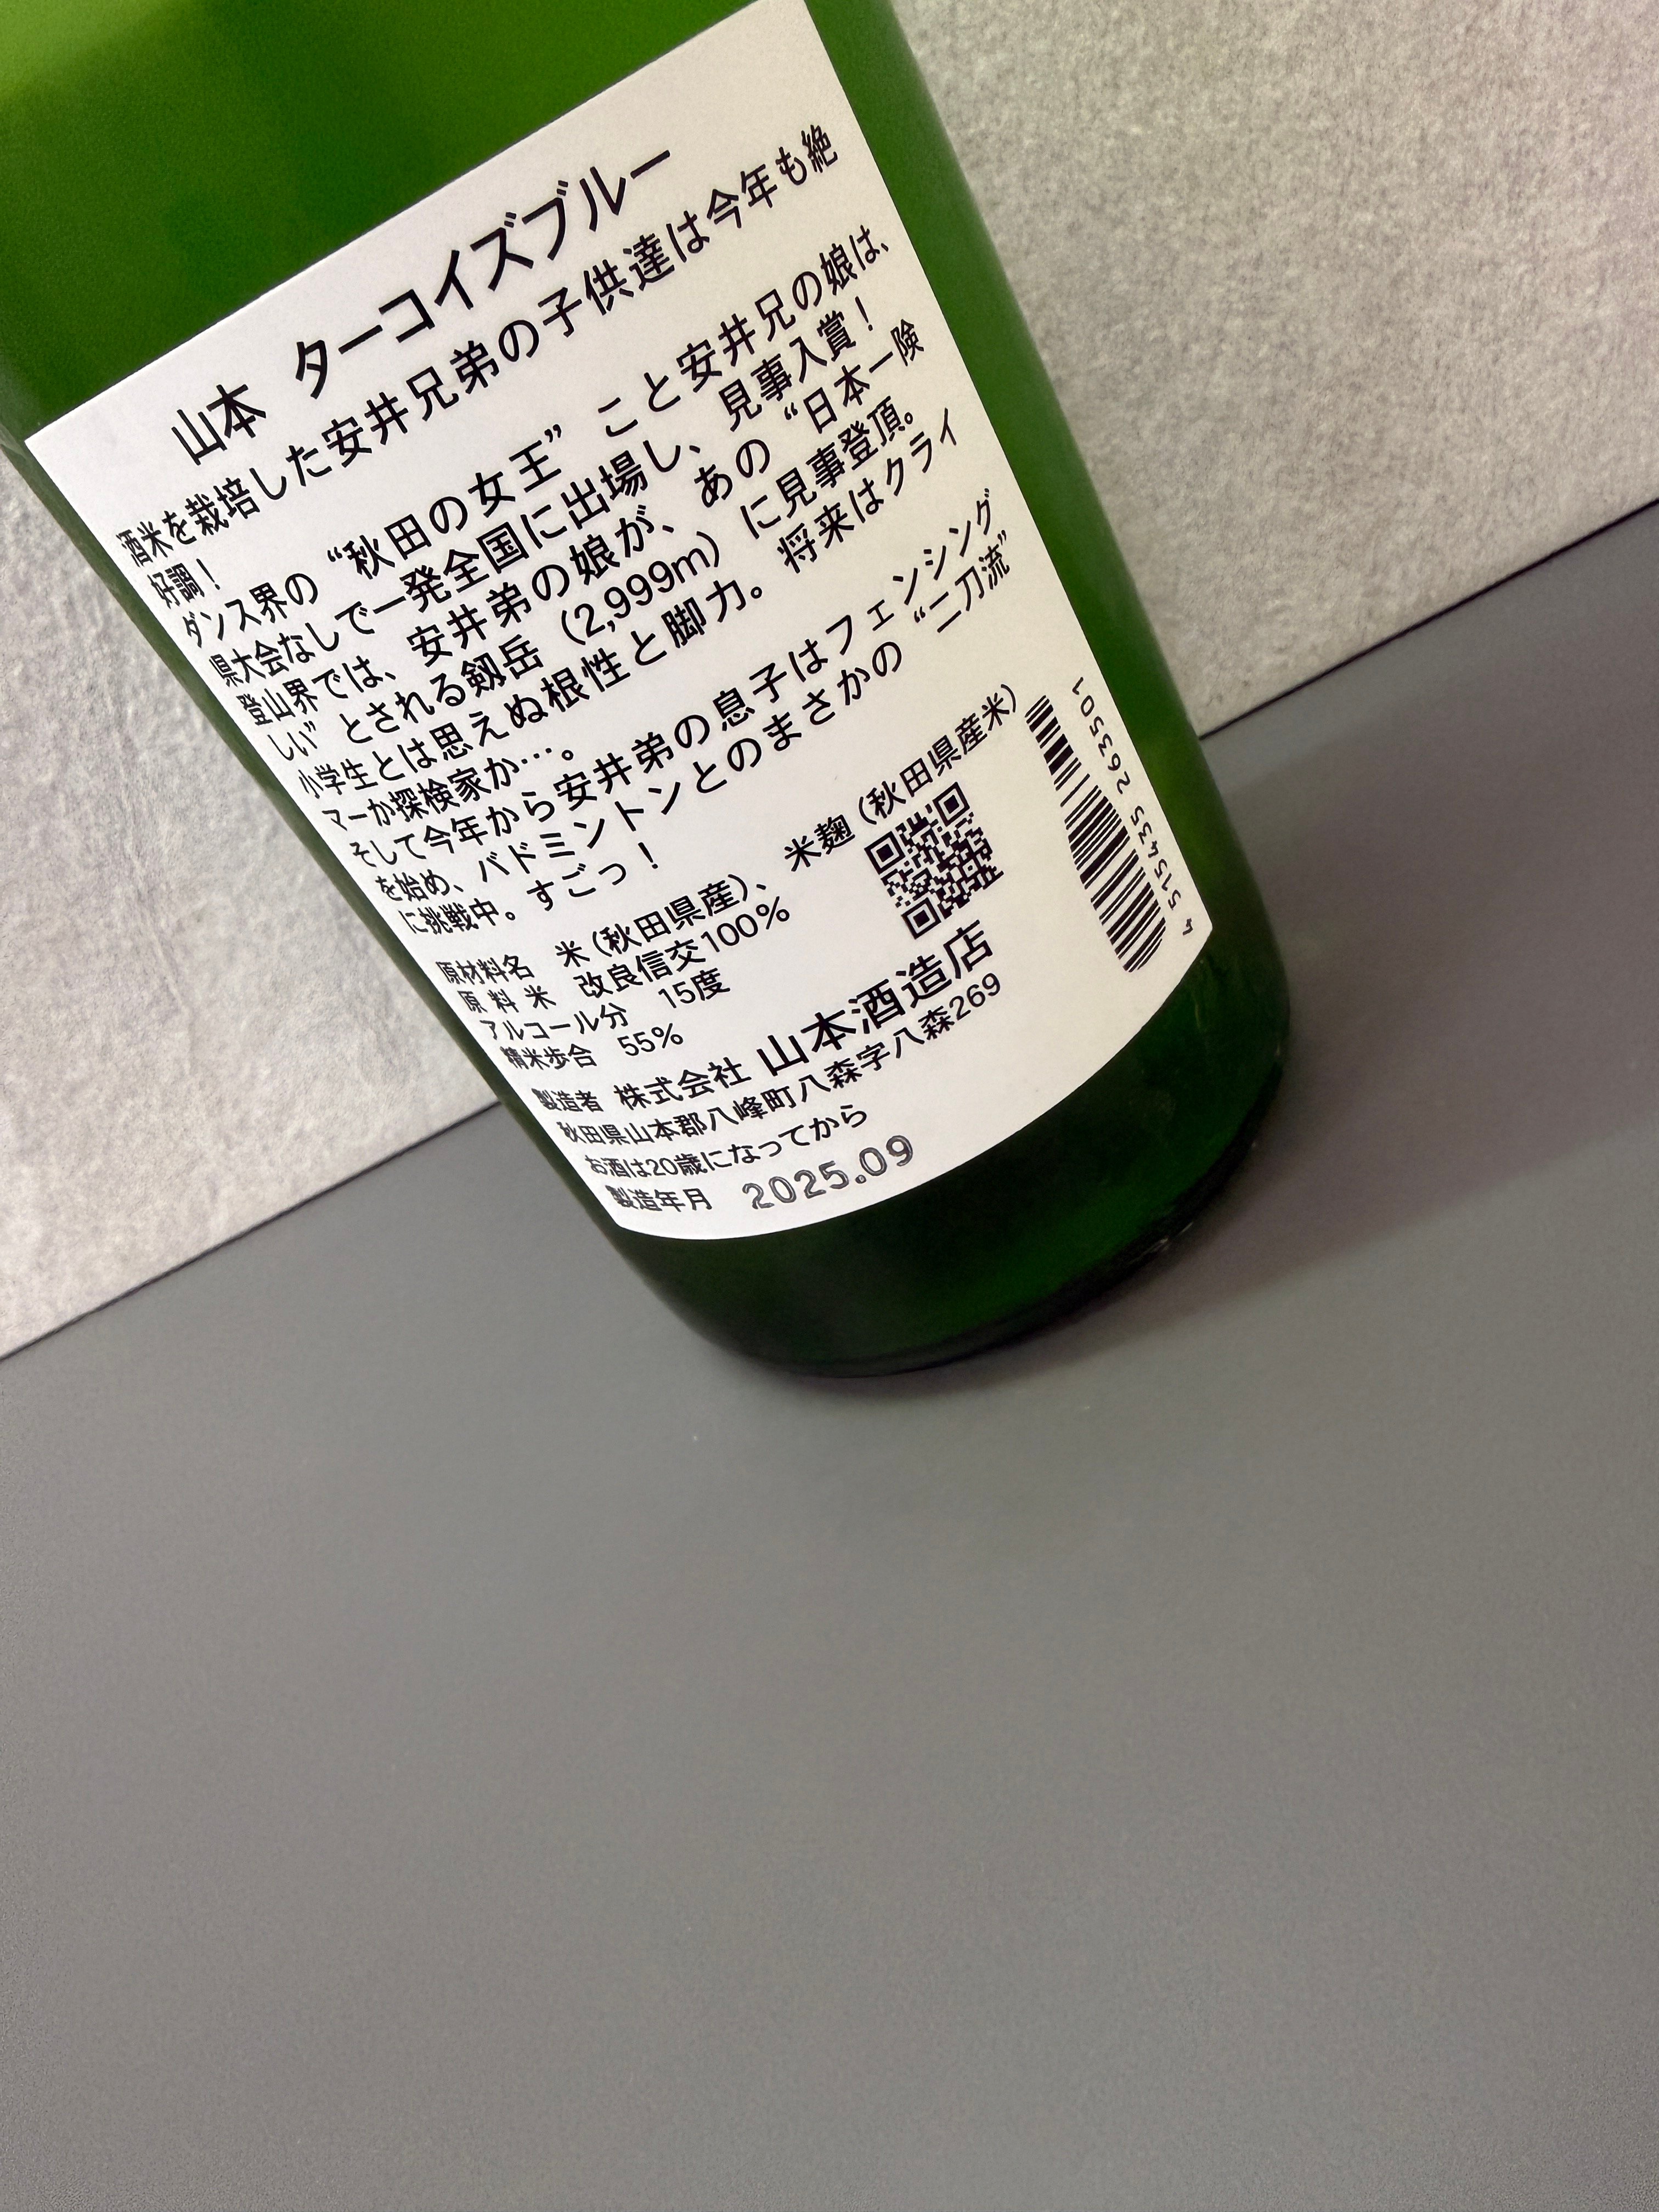 山本 ターコイズブルー
酒米を栽培した安井兄弟の子供達は今年も絶
好調！
ダンス界の“秋田の女王”こと安井兄の娘は、
県大会なしで一発全国に出場し、見事入賞！
登山界では、安井弟の娘が、あの“日本一険
しい”とされる剱岳（2,999m）に見事登頂。
小学生とは思えぬ根性と脚力。将来はクライ
マーか探検家か…。
そして今年から安井弟の息子はフェンシング
を始め、バドミントンとのまさかの“二刀流”
に挑戦中。すごっ！
原材料名 米（秋田県産）、米麹（秋田県産米）
原料米 改良信交100%
アルコール分 15度
精米歩合 55%
製造者 株式会社 山本酒造店
秋田県山本郡八峰町八森字八森269
お酒は20歳になってから
製造年月 2025.09
4 515435 263501